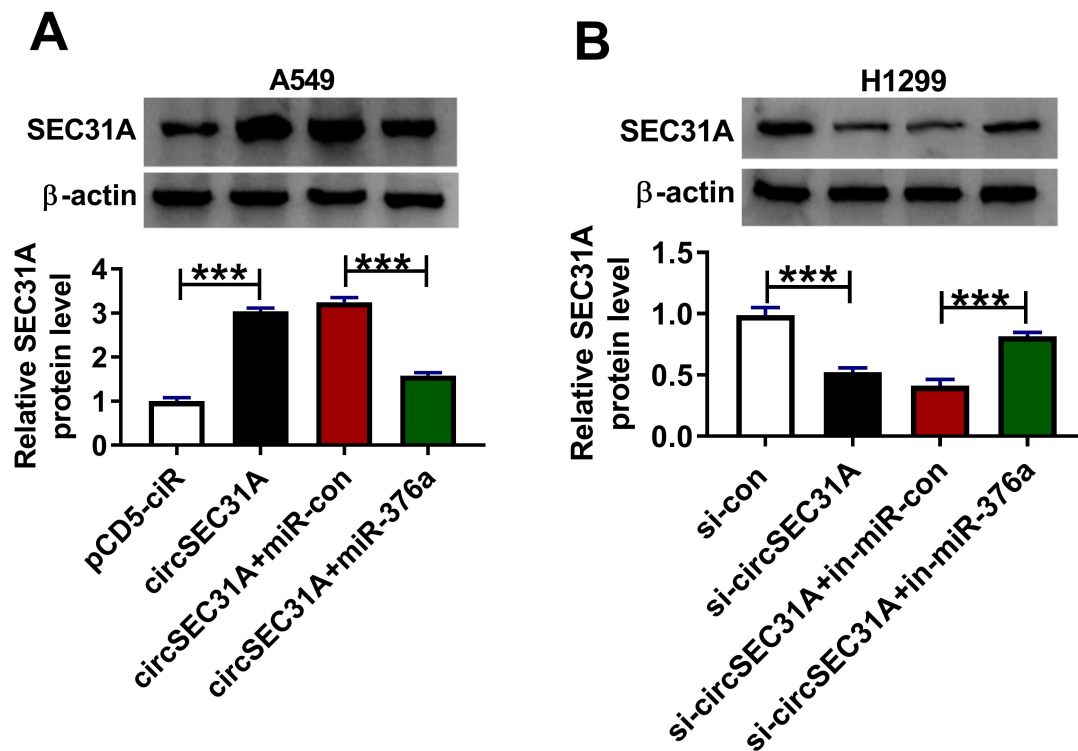 A
A549
SEC31A
β-actin
Relative SEC31A
protein level
4
3
2
1
0
***
***
pCD5-ciR
circSEC31A
circSEC31A+miR-con
circSEC31A+miR-376a
B
H1299
SEC31A
β-actin
Relative SEC31A
protein level
1.5
1.0
0.5
0.0
***
***
si-con
si-circSEC31A
si-circSEC31A+in-miR-con
si-circSEC31A+in-miR-376a